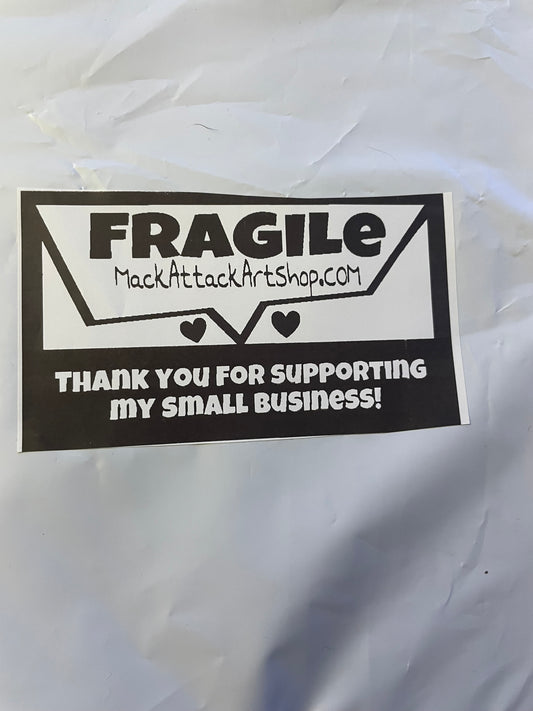 FRAGILe
MackAttackArtShop.com
THANK YOU FOR SUPPORTING
MY SMALL BUSINESS!